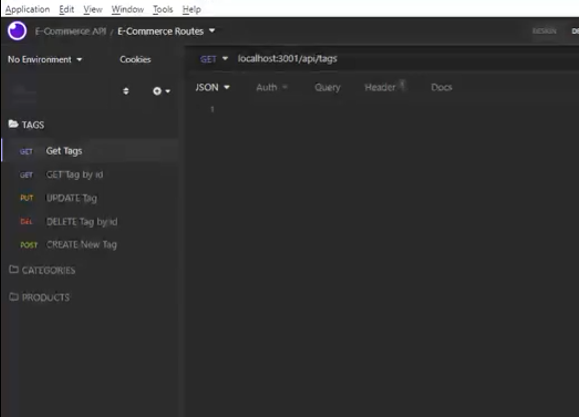 Application Edit View Window Tools Help
E-Commerce API / E-Commerce Routes
DESIGN
No Environment Cookies
GET localhost:3001/api/tags
JSON Auth Query Header 1 Docs
1
TAGS
GET Get Tags
GET GET Tag by id
PUT UPDATE Tag
DEL DELETE Tag by id
POST CREATE New Tag
CATEGORIES
PRODUCTS